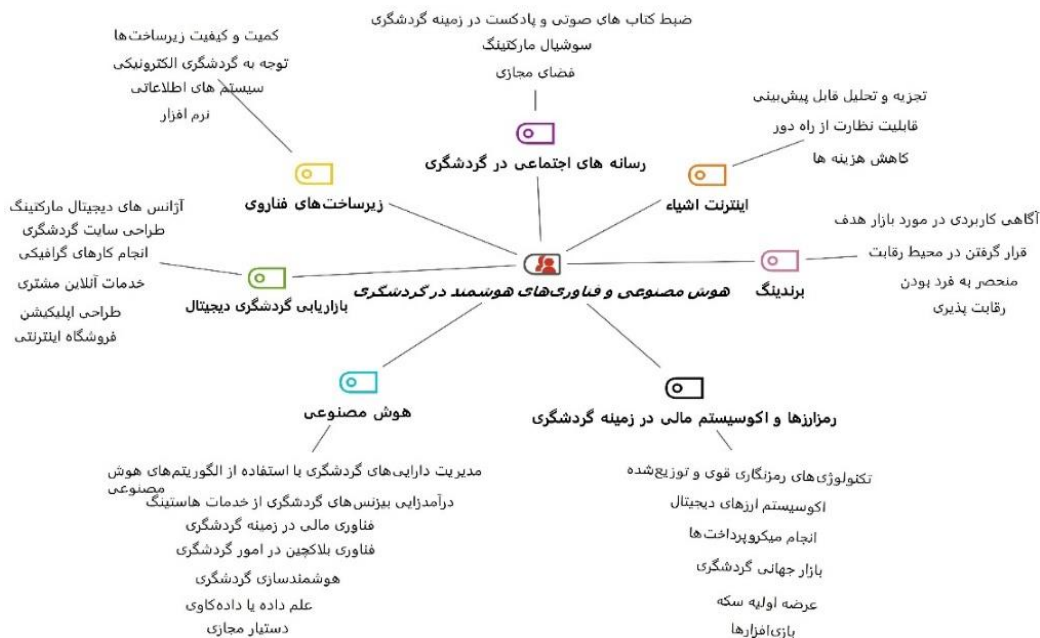 ضبط کتاب های صوتی و پادکست در زمینه گردشگری
سوشیال مارکتینگ
فضای مجازی
رسانه های اجتماعی در گردشگری
تجزیه و تحلیل قابل پیش‌بینی
قابلیت نظارت از راه دور
کاهش هزینه ها
اینترنت اشیاء
آگاهی کاربردی در مورد بازار هدف
قرار گرفتن در محیط رقابت
منحصر به فرد بودن
رقابت پذیری
برندینگ
کمیت و کیفیت زیرساخت‌ها
توجه به گردشگری الکترونیکی
سیستم های اطلاعاتی
نرم افزار
زیرساخت‌های فناروی
آژانس های دیجیتال مارکتینگ
طراحی سایت گردشگری
انجام کارهای گرافیکی
خدمات آنلاین مشتری
طراحی اپلیکیشن
فروشگاه اینترنتی
بازاریابی گردشگری دیجیتال
هوش مصنوعی و فناوری‌های هوشمند در گردشگری
رمزارزها و اکوسیستم مالی در زمینه گردشگری
تکنولوژی‌های رمزنگاری قوی و توزیع‌شده
اکوسیستم ارزهای دیجیتال
انجام میکروپرداخت‌ها
بازار جهانی گردشگری
عرضه اولیه سکه
بازی‌افزارها
هوش مصنوعی
مدیریت دارایی‌های گردشگری با استفاده از الگوریتم‌های هوش
مصنوعی
درآمدزایی بیزنس‌های گردشگری از خدمات هاستینگ
فناوری مالی در زمینه گردشگری
فناوری بلاکچین در امور گردشگری
هوشمندسازی گردشگری
علم داده یا داده‌کاوی
دستیار مجازی